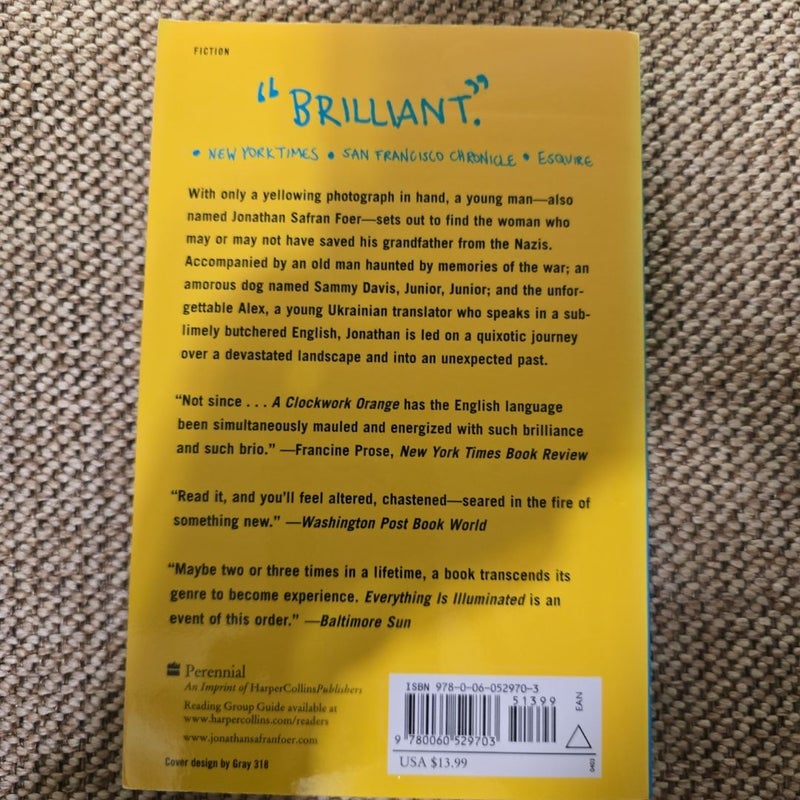 FICTION
“BRILLIANT.”
• NEW YORK TIMES • SAN FRANCISCO CHRONICLE • ESQUIRE
With only a yellowing photograph in hand, a young man—also
named Jonathan Safran Foer—sets out to find the woman who
may or may not have saved his grandfather from the Nazis.
Accompanied by an old man haunted by memories of the war; an
amorous dog named Sammy Davis, Junior, Junior; and the unfor-
gettable Alex, a young Ukrainian translator who speaks in a sub-
limely butchered English, Jonathan is led on a quixotic journey
over a devastated landscape and into an unexpected past.
“Not since . . . A Clockwork Orange has the English language
been simultaneously mauled and energized with such brilliance
and such brio.” —Francine Prose, New York Times Book Review
“Read it, and you’ll feel altered, chastened—seared in the fire of
something new.” —Washington Post Book World
“Maybe two or three times in a lifetime, a book transcends its
genre to become experience. Everything Is Illuminated is an
event of this order.” —Baltimore Sun
Perennial
An Imprint of HarperCollinsPublishers
Reading Group Guide available at
www.harpercollins.com/readers
www.jonathansafranfoer.com
Cover design by Gray 318
ISBN 978-0-06-052970-3
51399
EAN
9 780060 529703
USA $13.99
0403